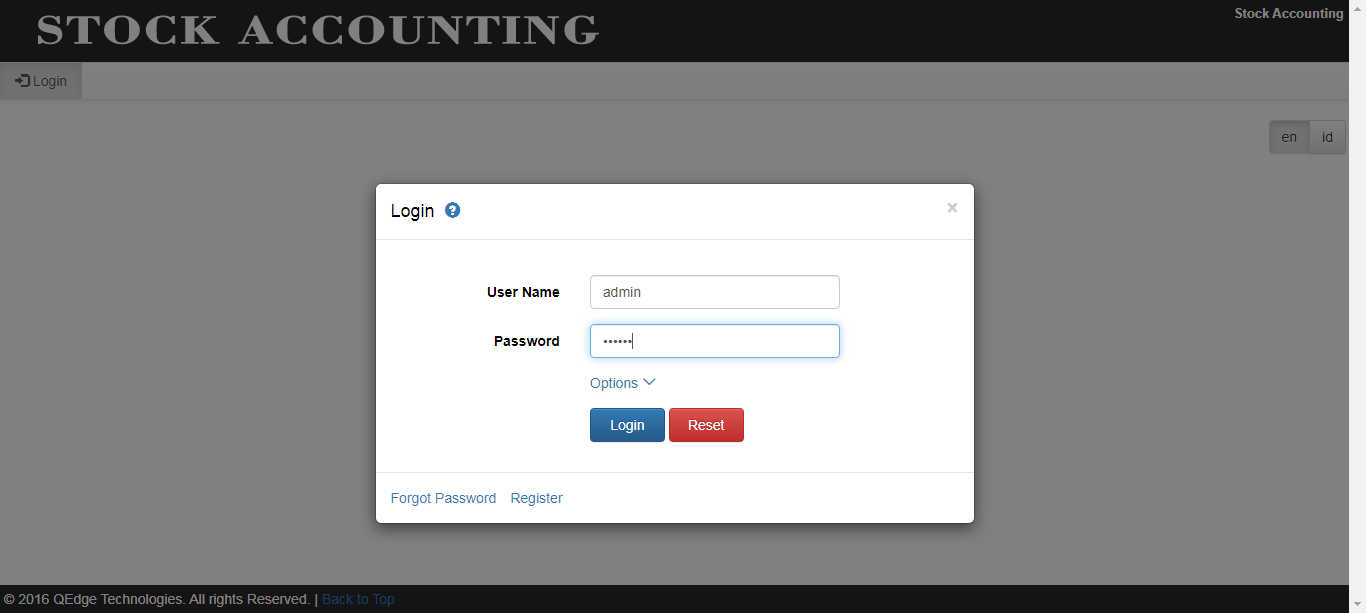 STOCK ACCOUNTING
Stock Accounting
Login
en id
Login
User Name admin
Password ••••••
Options
Login Reset
Forgot Password Register
© 2016 QEdge Technologies. All rights Reserved. | Back to Top